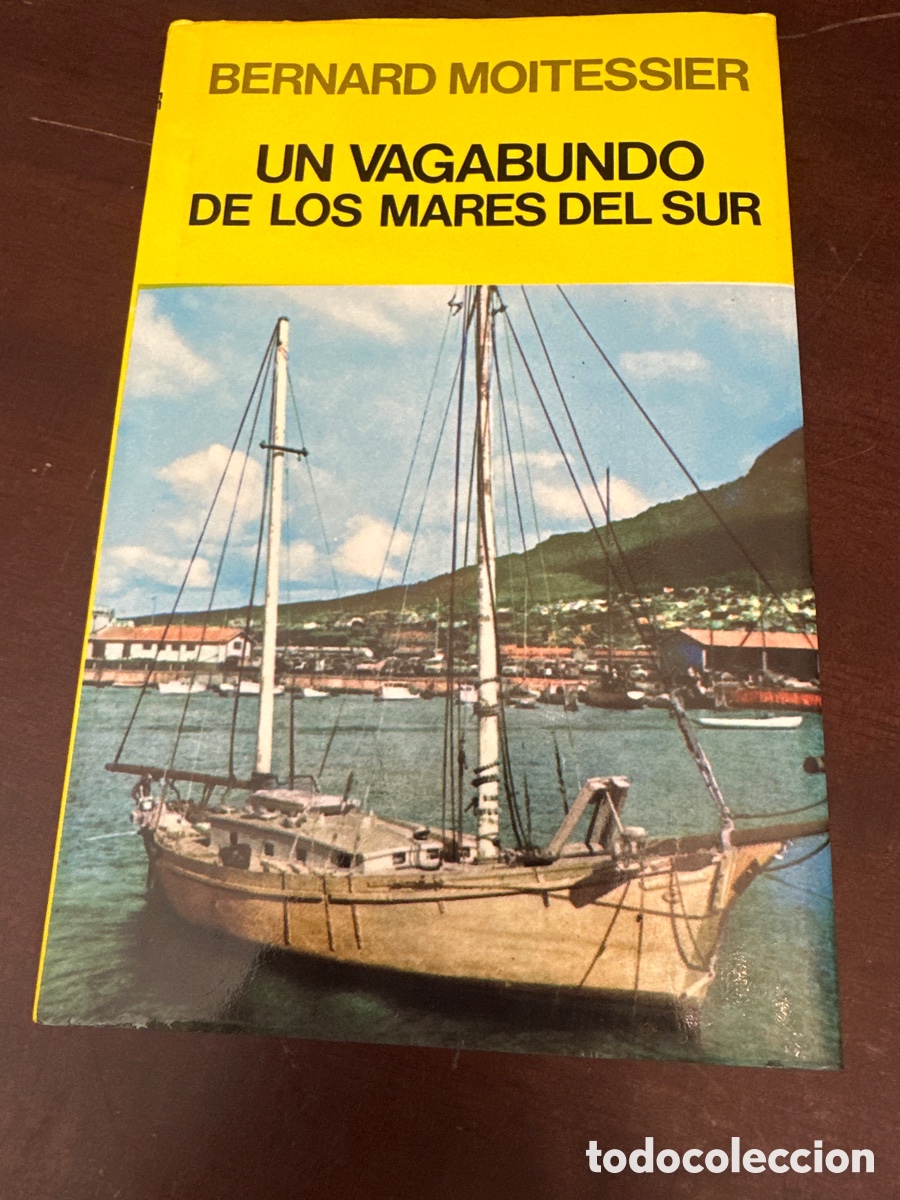 BERNARD MOITESSIER
UN VAGABUNDO
DE LOS MARES DEL SUR
todocoleccion